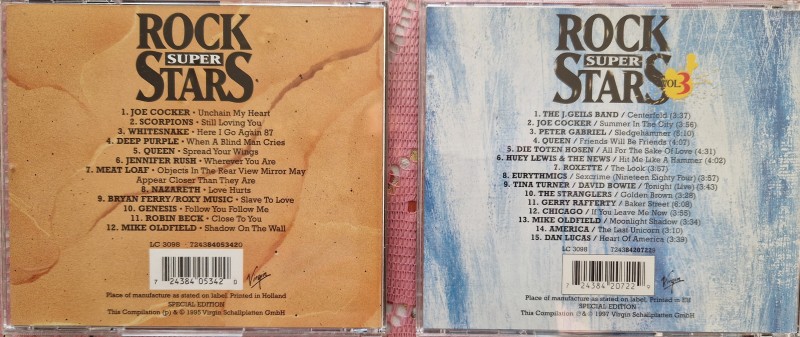 ROCK
SUPER
STARS
1. JOE COCKER • Unchain My Heart
2. SCORPIONS • Still Loving You
3. WHITESNAKE • Here I Go Again 87
4. DEEP PURPLE • When A Blind Man Cries
5. QUEEN • Spread Your Wings
6. JENNIFER RUSH • Wherever You Are
7. MEAT LOAF • Objects In The Rear View Mirror May
Appear Closer Than They Are
8. NAZARETH • Love Hurts
9. BRYAN FERRY/ROXY MUSIC • Slave To Love
10. GENESIS • Follow You Follow Me
11. ROBIN BECK • Close To You
12. MIKE OLDFIELD • Shadow On The Wall
LC 3098 724384053420
7 24384 05342 0
Virgin
Place of manufacture as stated on label. Printed in Holland
SPECIAL EDITION
This Compilation (p) & © 1995 Virgin Schallplatten GmbH
ROCK
SUPER
STARS
VOL.3
1. THE J.GEILS BAND / Centerfold (3:37)
2. JOE COCKER / Summer In The City (3:56)
3. PETER GABRIEL / Sledgehammer (5:10)
4. QUEEN / Friends Will Be Friends (4:08)
5. DIE TOTEN HOSEN / All For The Sake Of Love (4:31)
6. HUEY LEWIS & THE NEWS / Hit Me Like A Hammer (4:02)
7. ROXETTE / The Look (3:57)
8. EURYTHMICS / Sexcrime (Nineteen Eighty Four) (3:57)
9. TINA TURNER / DAVID BOWIE / Tonight (Live) (3:43)
10. THE STRANGLERS / Golden Brown (3:28)
11. GERRY RAFFERTY / Baker Street (6:08)
12. CHICAGO / If You Leave Me Now (3:55)
13. MIKE OLDFIELD / Moonlight Shadow (3:34)
14. AMERICA / The Last Unicorn (3:10)
15. DAN LUCAS / Heart Of America (3:39)
LC 3098 724384207229
7 24384 20722 9
Virgin
Place of manufacture as stated on label. Printed in EU
SPECIAL EDITION
This Compilation ℗ & © 1997 Virgin Schallplatten GmbH